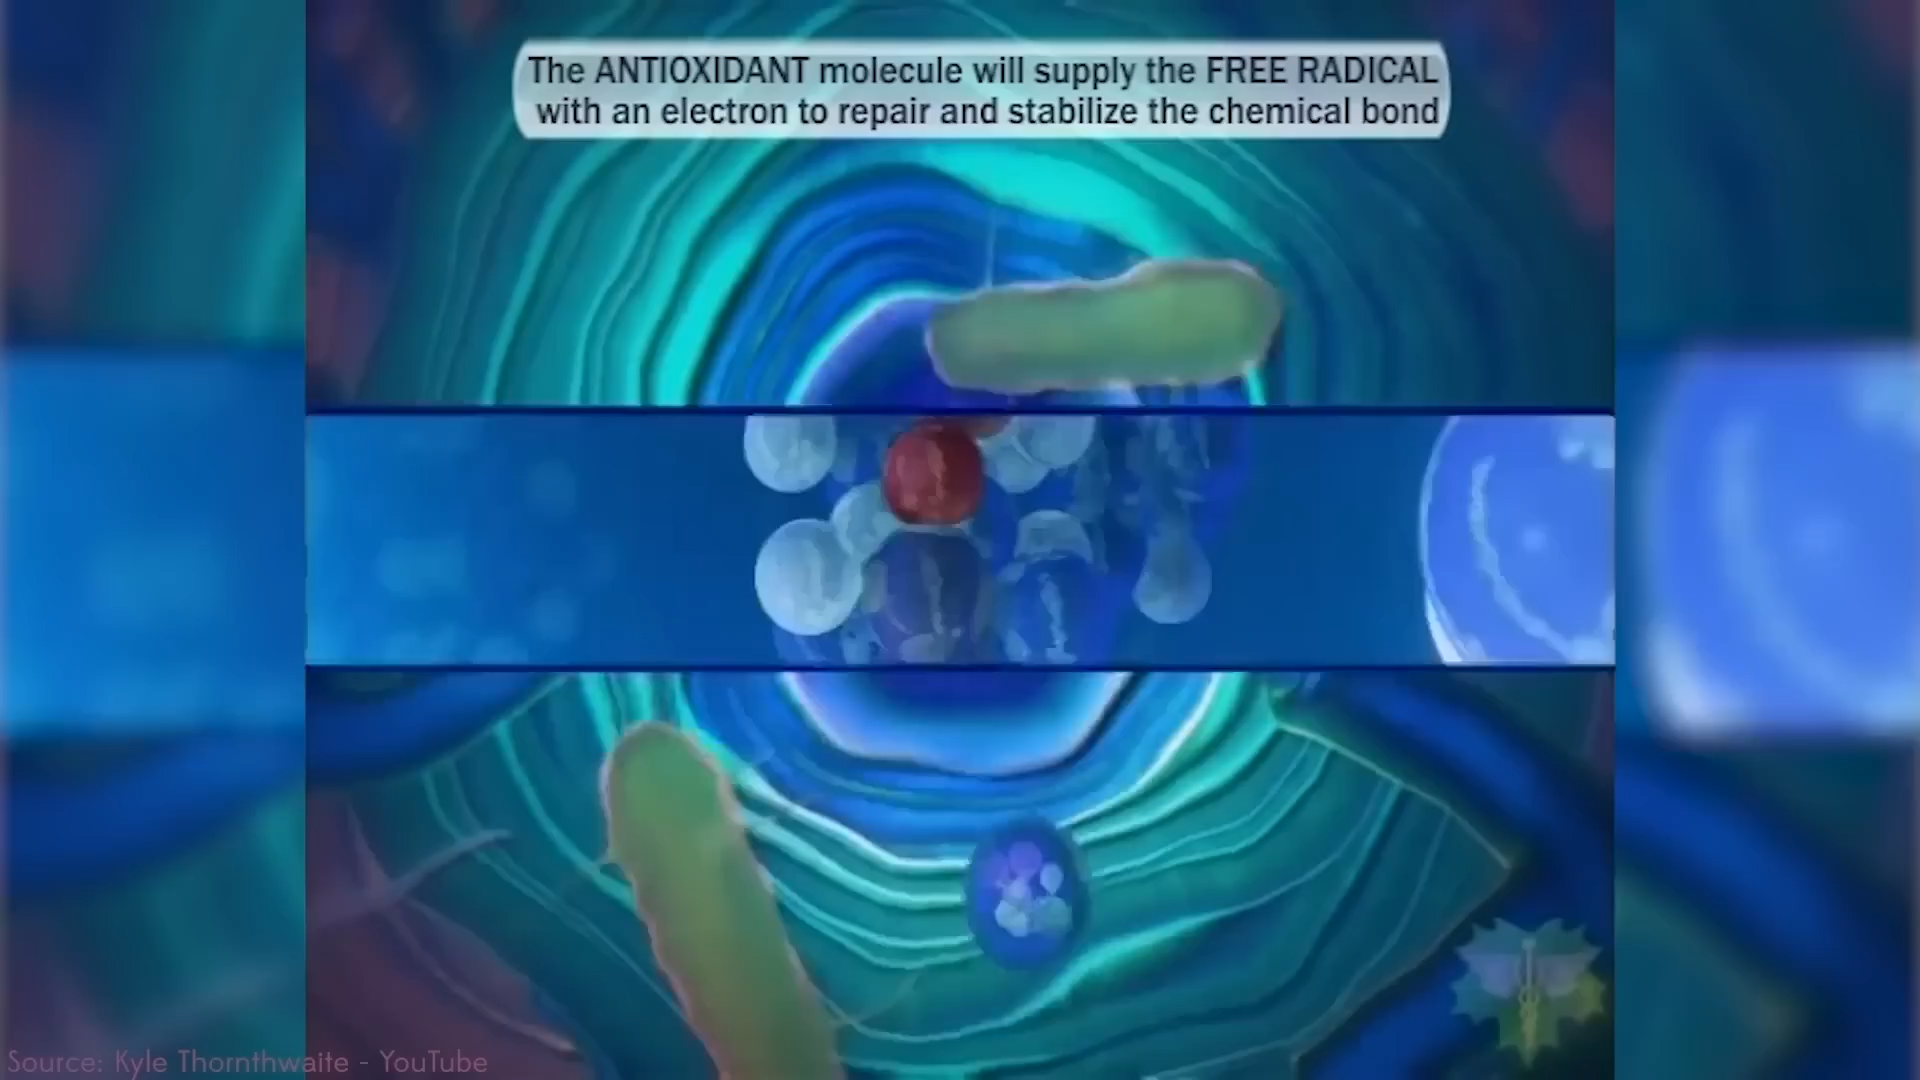 The ANTIOXIDANT molecule will supply the FREE RADICAL
with an electron to repair and stabilize the chemical bond
Source: Kyle Thornthwaite - YouTube